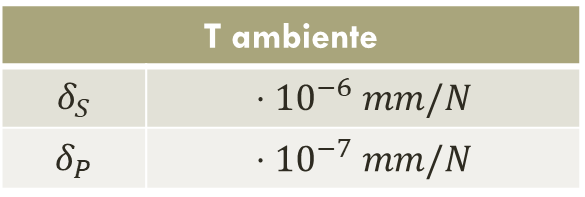 T ambiente
δ_S · 10⁻⁶ mm/N
δ_P · 10⁻⁷ mm/N